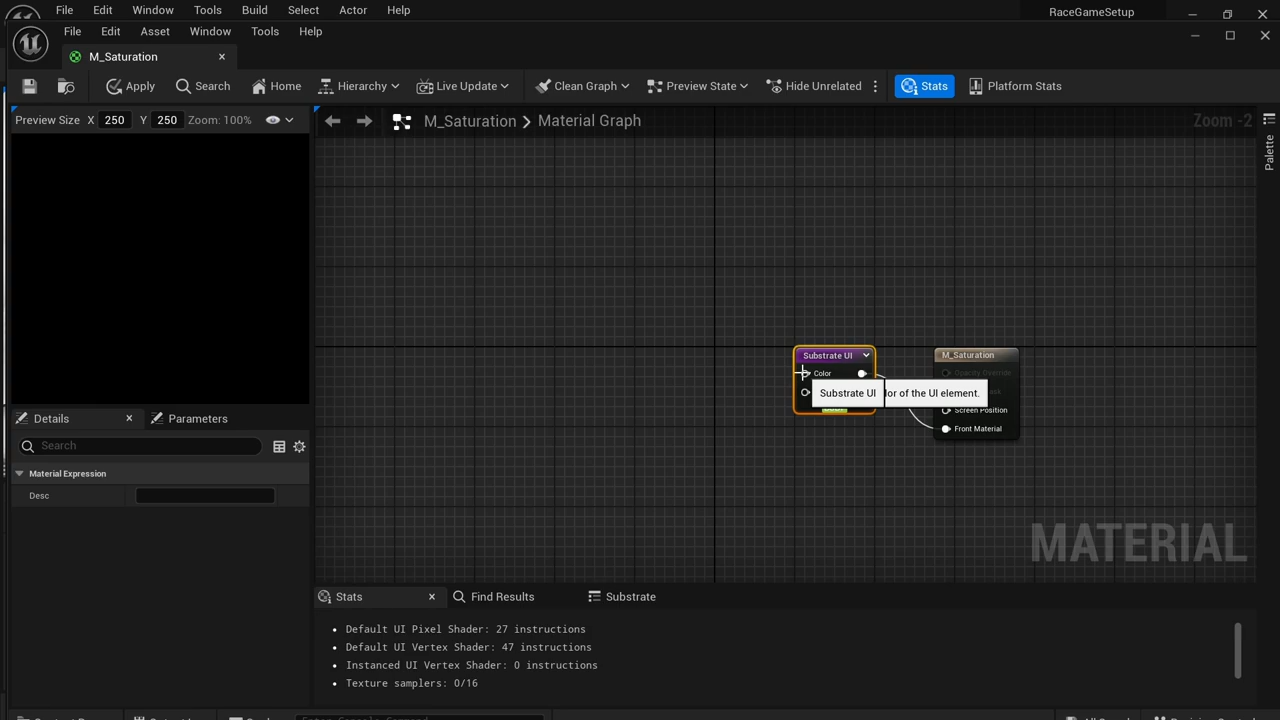 File Edit Window Tools Build Select Actor Help RaceGameSetup
File Edit Asset Window Tools Help
M_Saturation
Apply Search Home Hierarchy Live Update Clean Graph Preview State Hide Unrelated Stats Platform Stats
Preview Size X 250 Y 250 Zoom: 100% M_Saturation > Material Graph Zoom -2
Palette
Substrate UI M_Saturation
Color Opacity Override
Substrate UI lor of the UI element.
Screen Position
Front Material
Details Parameters
Search
Material Expression
Desc
MATERIAL
Stats Find Results Substrate
• Default UI Pixel Shader: 27 instructions
• Default UI Vertex Shader: 47 instructions
• Instanced UI Vertex Shader: 0 instructions
• Texture samplers: 0/16